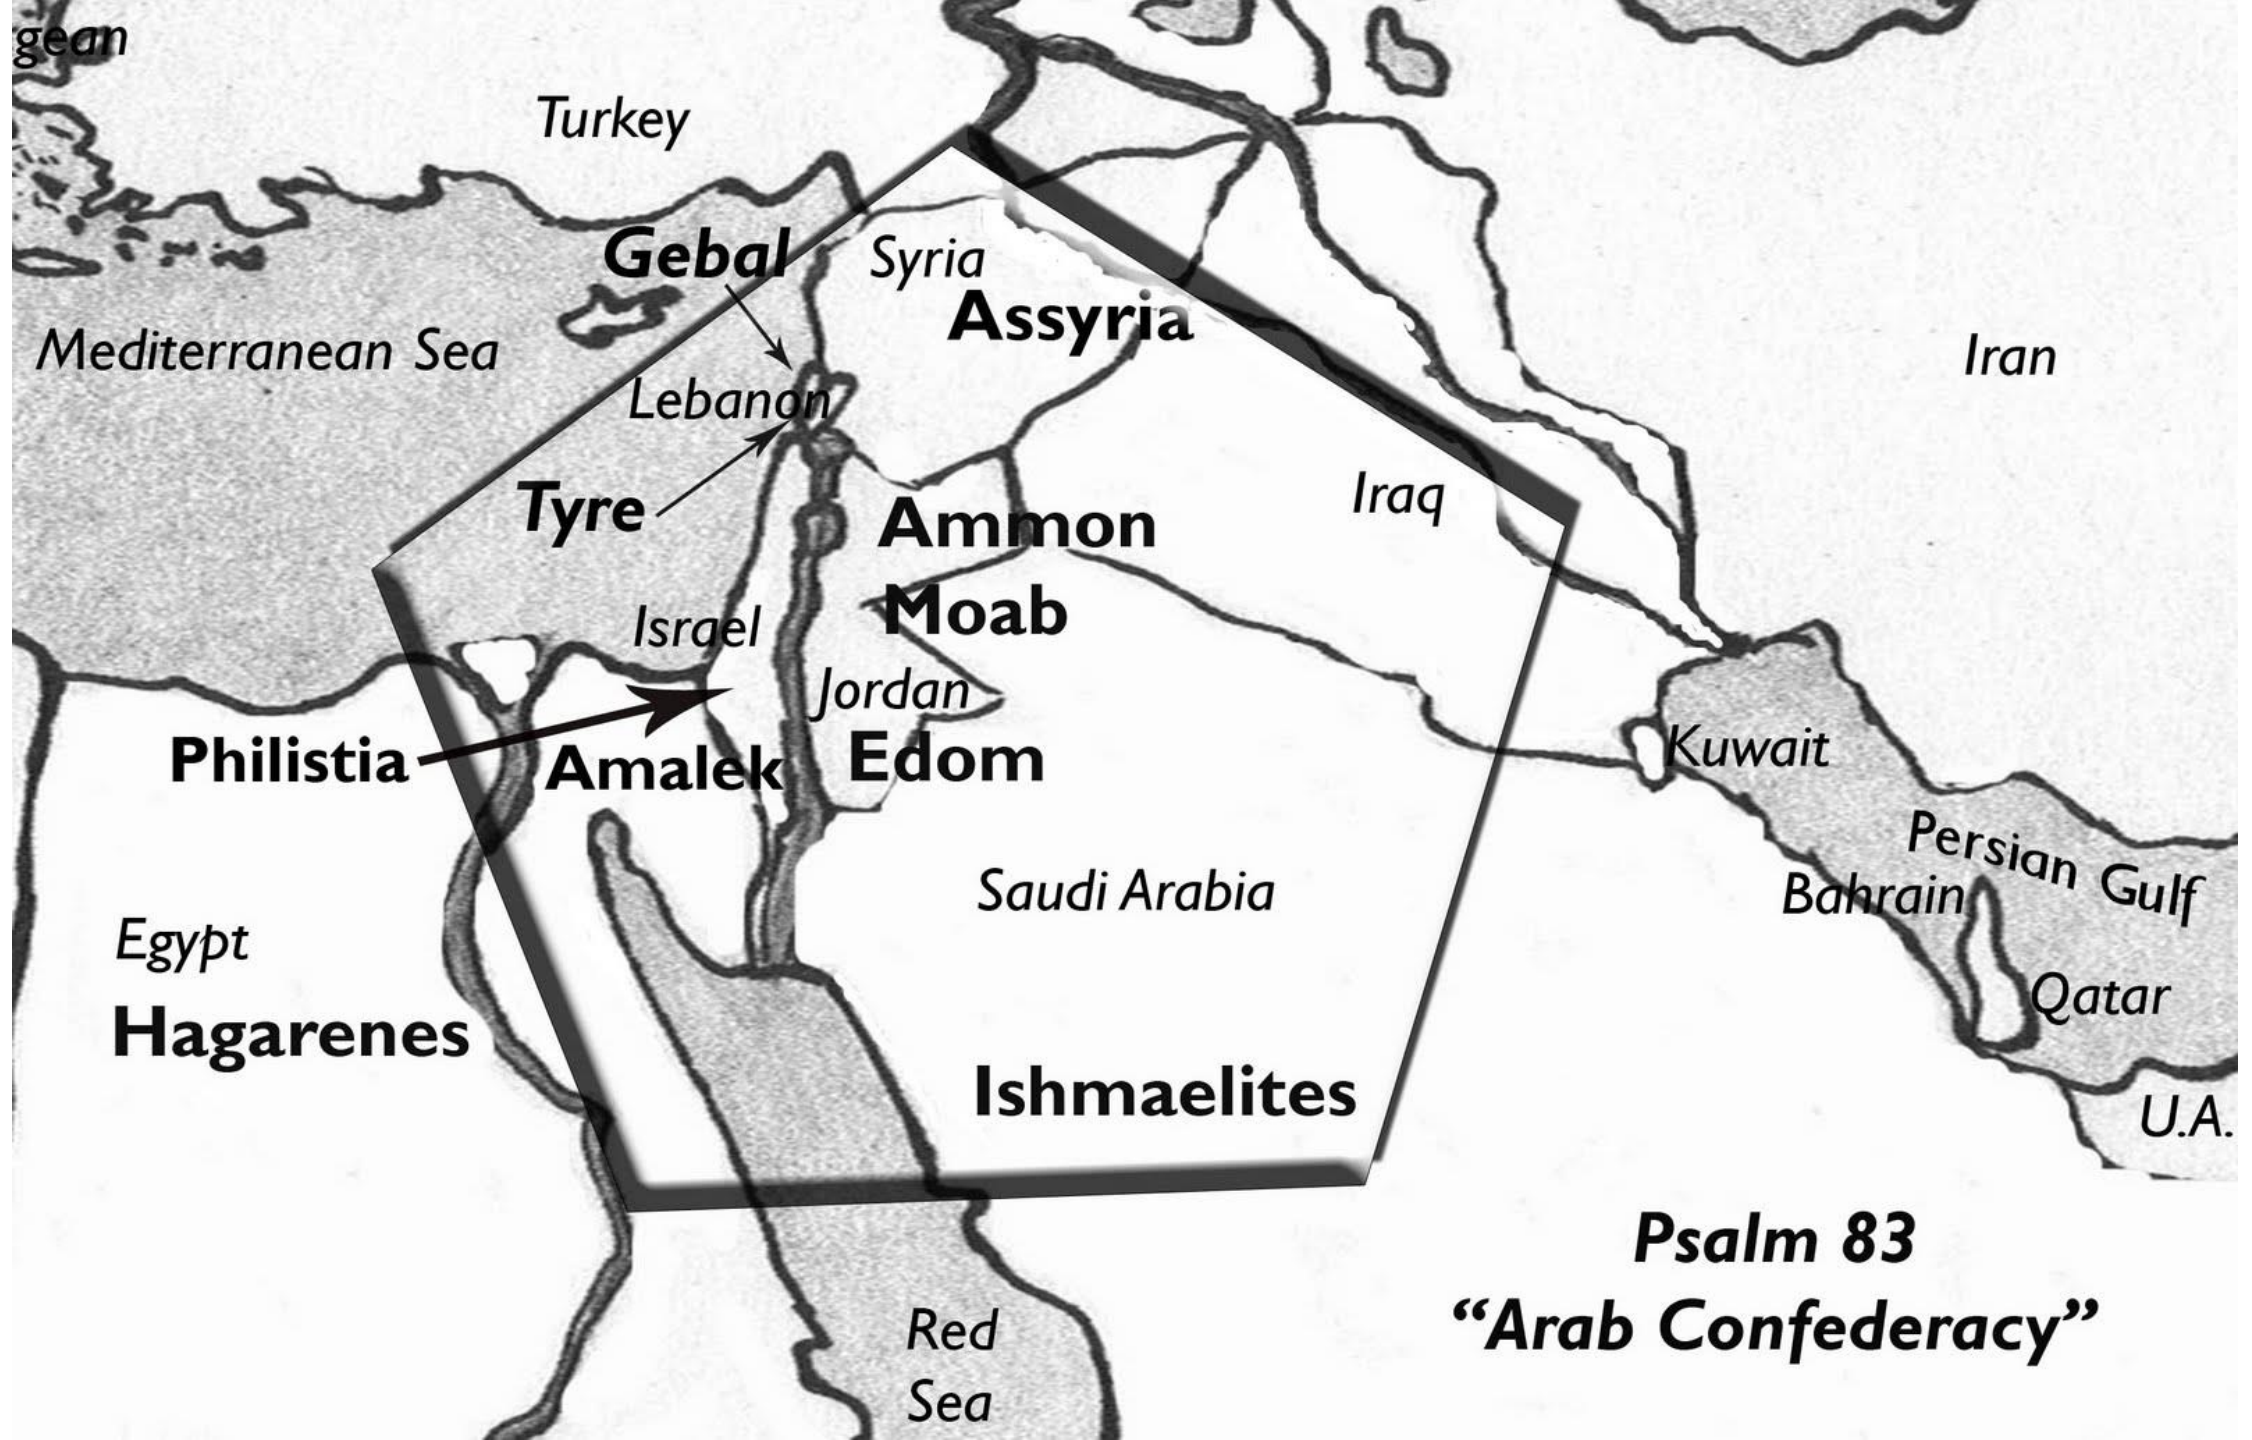 gean
Turkey
Gebal
Syria
Assyria
Mediterranean Sea
Iran
Lebanon
Iraq
Tyre
Ammon
Moab
Israel
Jordan
Philistia
Amalek
Edom
Kuwait
Persian Gulf
Bahrain
Saudi Arabia
Egypt
Qatar
Hagarenes
Ishmaelites
U.A.
Psalm 83
“Arab Confederacy”
Red
Sea